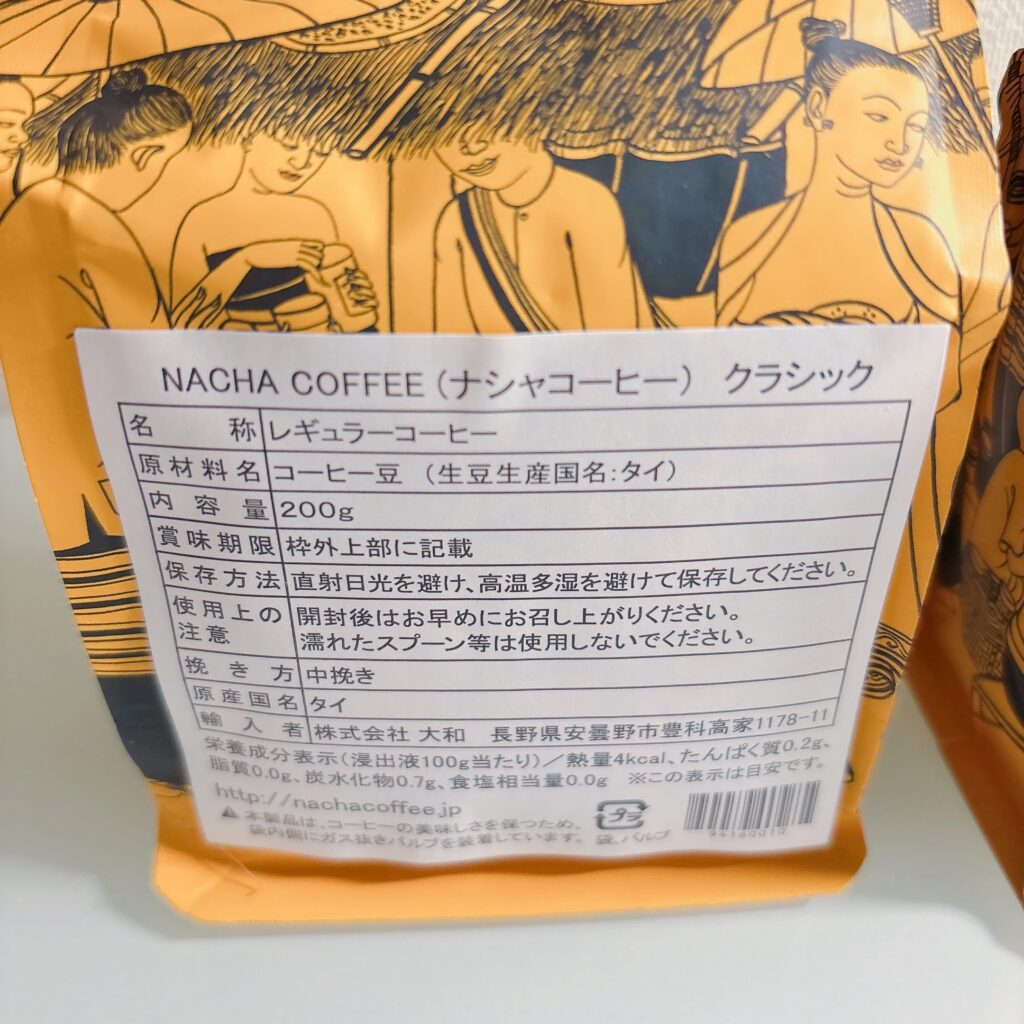 NACHA COFFEE（ナシャコーヒー）　クラシック
名称 レギュラーコーヒー
原材料名 コーヒー豆　（生豆生産国名:タイ）
内容量 200g
賞味期限 枠外上部に記載
保存方法 直射日光を避け、高温多湿を避けて保存してください。
使用上の注意 開封後はお早めにお召し上がりください。
濡れたスプーン等は使用しないでください。
挽き方 中挽き
原産国名 タイ
輸入者 株式会社 大和　長野県安曇野市豊科高家1178-11
栄養成分表示（浸出液100g当たり）／熱量4kcal、たんぱく質0.2g、
脂質0.0g、炭水化物0.7g、食塩相当量0.0g　※この表示は目安です。
http://nachacoffee.jp
⚠本製品は、コーヒーの美味しさを保つため、
袋内側にガス抜きバルブを装着しています。
プラ
袋、バルブ
94160010